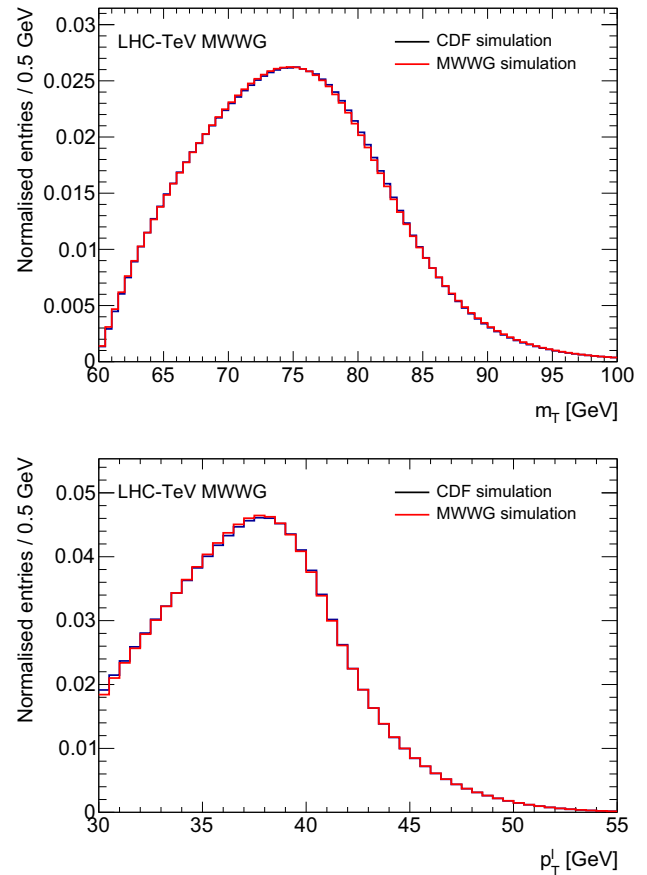 Normalised entries / 0.5 GeV
0.03
0.025
0.02
0.015
0.01
0.005
0
LHC-TeV MWWG
CDF simulation
MWWG simulation
60 65 70 75 80 85 90 95 100
m_T [GeV]
Normalised entries / 0.5 GeV
0.05
0.04
0.03
0.02
0.01
0
LHC-TeV MWWG
CDF simulation
MWWG simulation
30 35 40 45 50 55
p_T^l [GeV]